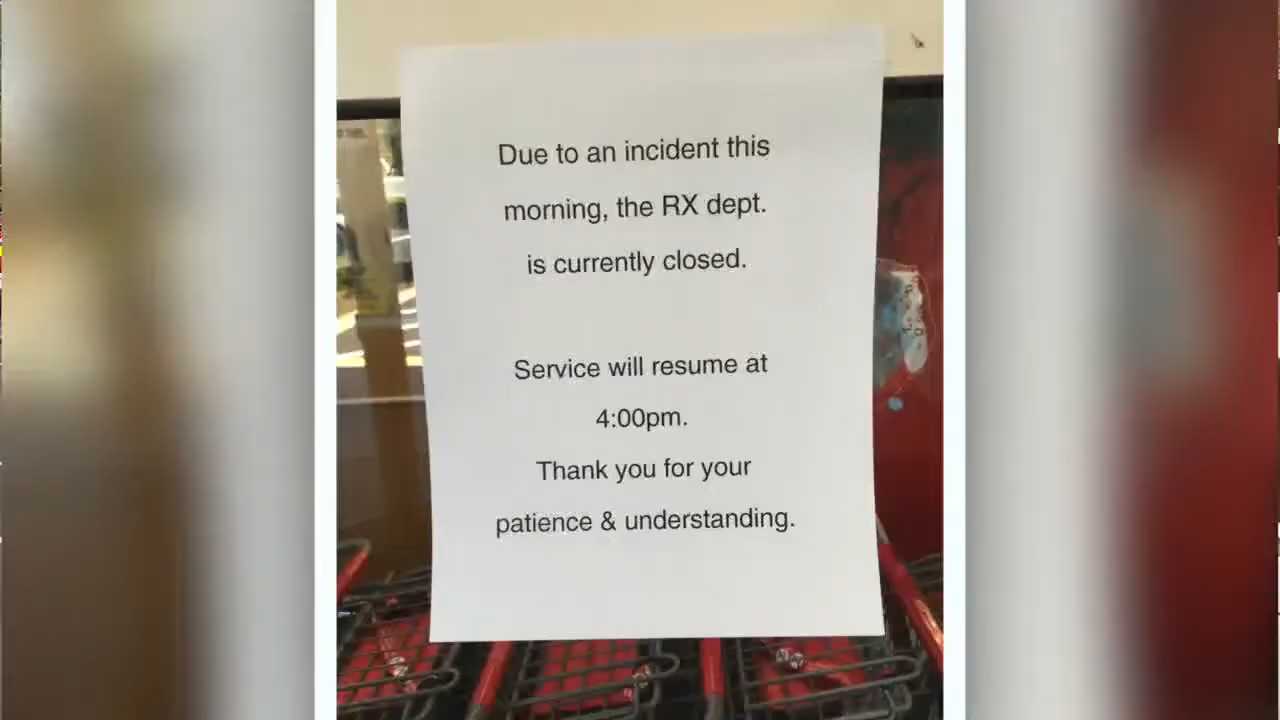 Due to an incident this
morning, the RX dept.
is currently closed.
Service will resume at
4:00pm.
Thank you for your
patience & understanding.